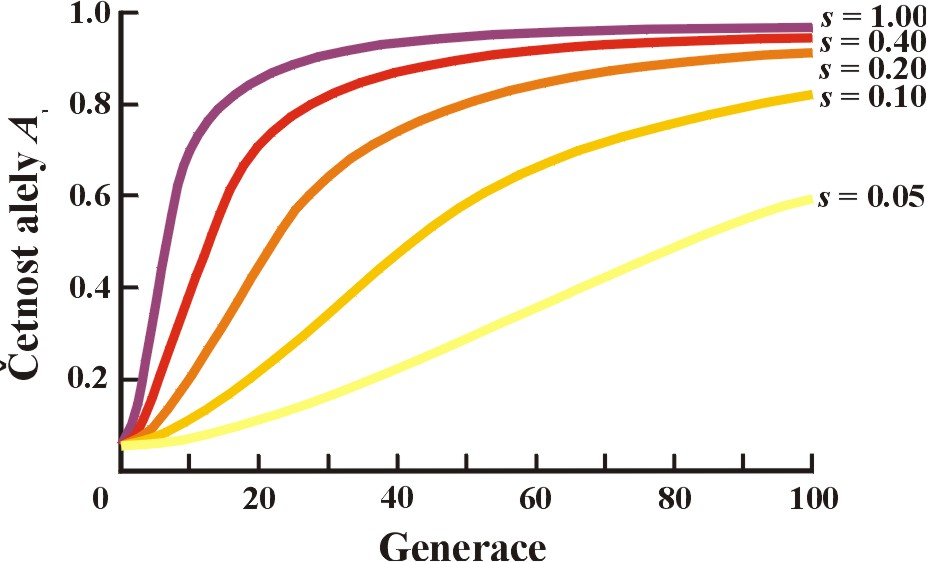 1.0
0.8
0.6
0.4
0.2
Četnost alely A
s = 1.00
s = 0.40
s = 0.20
s = 0.10
s = 0.05
0 20 40 60 80 100
Generace